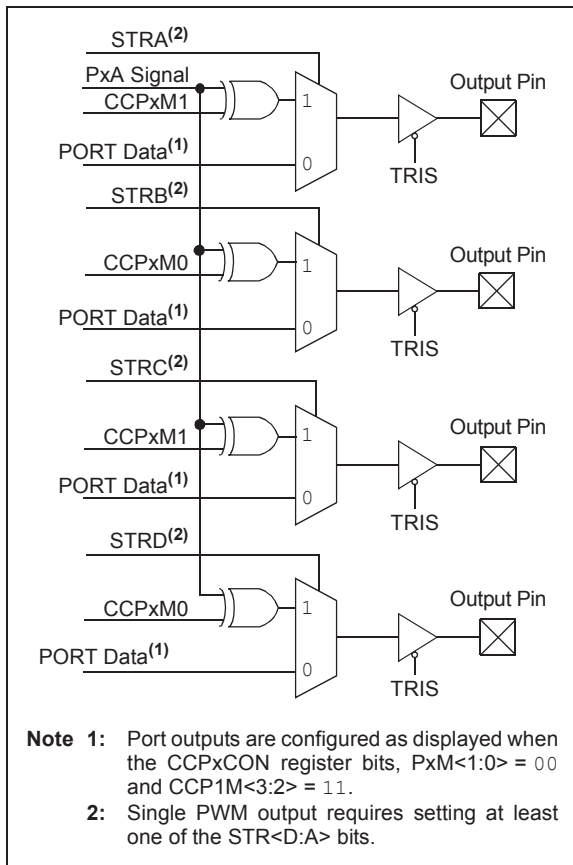 STRA(2)
PxA Signal
Output Pin
CCPxM1
1
PORT Data(1)
0
TRIS
STRB(2)
Output Pin
CCPxM0
1
PORT Data(1)
0
TRIS
STRC(2)
Output Pin
CCPxM1
1
PORT Data(1)
0
TRIS
STRD(2)
Output Pin
CCPxM0
1
PORT Data(1)
0
TRIS
Note 1: Port outputs are configured as displayed when
the CCPxCON register bits, PxM<1:0> = 00
and CCP1M<3:2> = 11.
2: Single PWM output requires setting at least
one of the STR<D:A> bits.